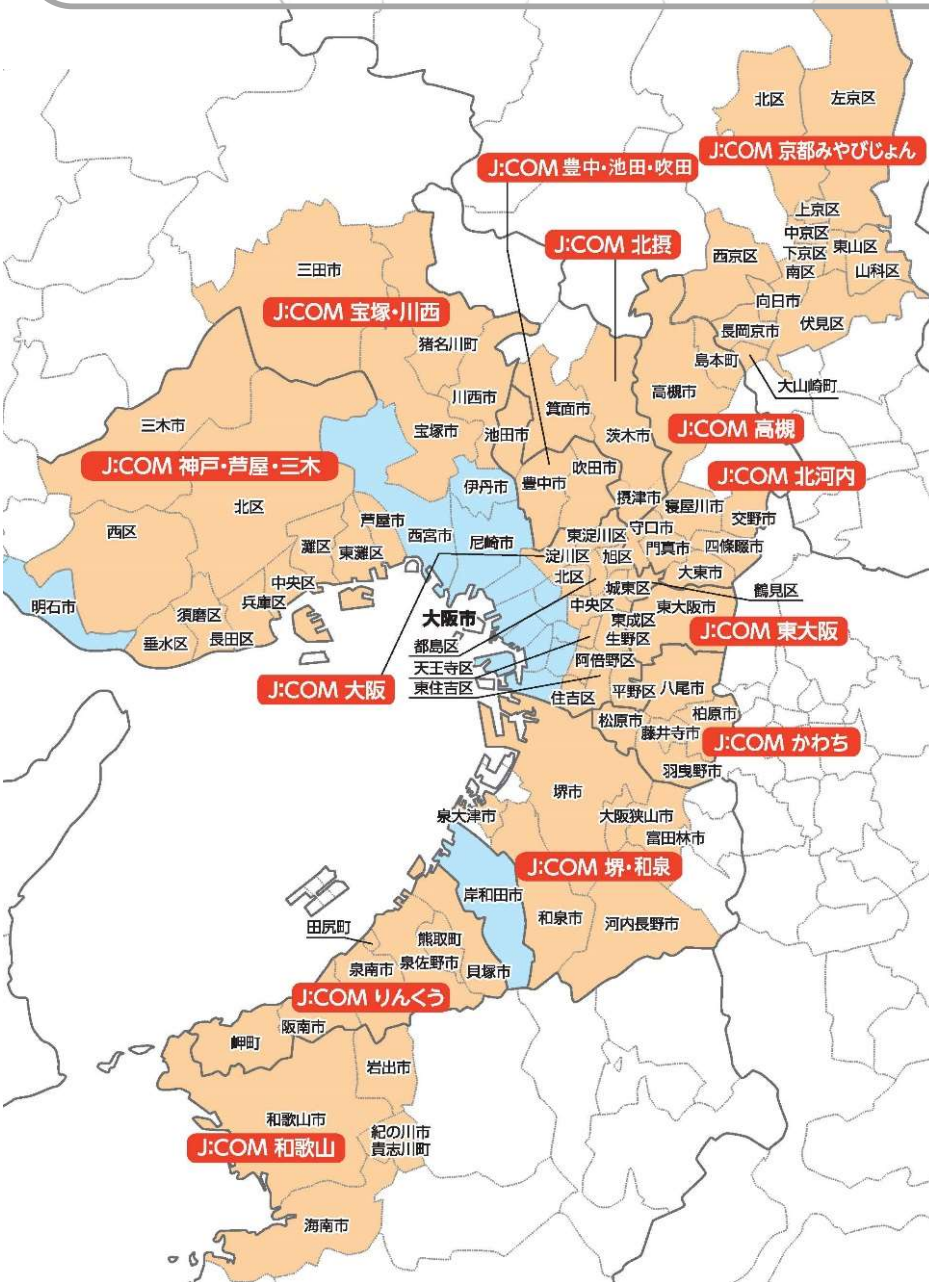 北区
左京区
J:COM 京都みやびじょん
J:COM 豊中・池田・吹田
上京区
中京区
東山区
下京区
山科区
南区
西京区
J:COM 北摂
三田市
向日市
伏見区
長岡京市
J:COM 宝塚・川西
猪名川町
島本町
大山崎町
高槻市
川西市
箕面市
三木市
宝塚市
池田市
茨木市
J:COM 高槻
J:COM 神戸・芦屋・三木
吹田市
J:COM 北河内
豊中市
伊丹市
摂津市
寝屋川市
北区
交野市
芦屋市
西宮市
尼崎市
東淀川区
守口市
西区
灘区
東灘区
淀川区
旭区
門真市
四條畷市
北区
大東市
中央区
城東区
鶴見区
明石市
兵庫区
須磨区
大阪市
中央区
東大阪市
垂水区
長田区
都島区
東成区
J:COM 東大阪
生野区
天王寺区
阿倍野区
J:COM 大阪
東住吉区
平野区
八尾市
住吉区
松原市
柏原市
藤井寺市
J:COM かわち
羽曳野市
堺市
泉大津市
大阪狭山市
富田林市
J:COM 堺・和泉
岸和田市
和泉市
河内長野市
田尻町
熊取町
泉佐野市
泉南市
貝塚市
J:COM りんくう
阪南市
岬町
岩出市
和歌山市
紀の川市
貴志川町
J:COM 和歌山
海南市